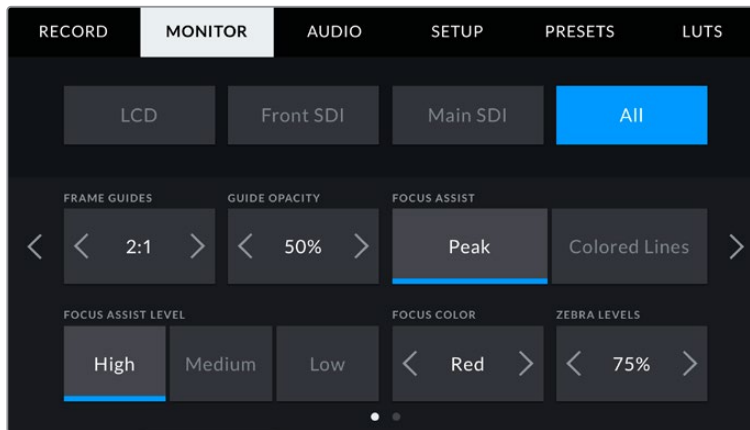 RECORD MONITOR AUDIO SETUP PRESETS LUTS
LCD Front SDI Main SDI All
FRAME GUIDES GUIDE OPACITY FOCUS ASSIST
2:1 50% Peak Colored Lines
FOCUS ASSIST LEVEL FOCUS COLOR ZEBRA LEVELS
High Medium Low Red 75%